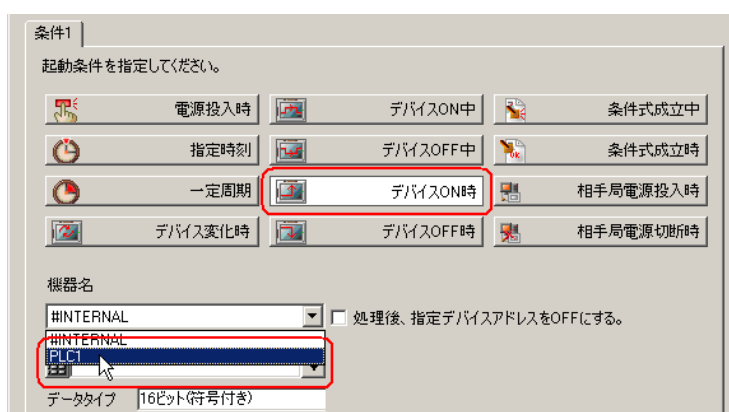 条件1
起動条件を指定してください。
電源投入時 デバイスON中 条件式成立中
指定時刻 デバイスOFF中 条件式成立時
一定周期 デバイスON時 相手局電源投入時
デバイス変化時 デバイスOFF時 相手局電源切断時
機器名
#INTERNAL 処理後、指定デバイスアドレスをOFFにする。
#INTERNAL
PLC1
データタイプ 16ビット(符号付き)